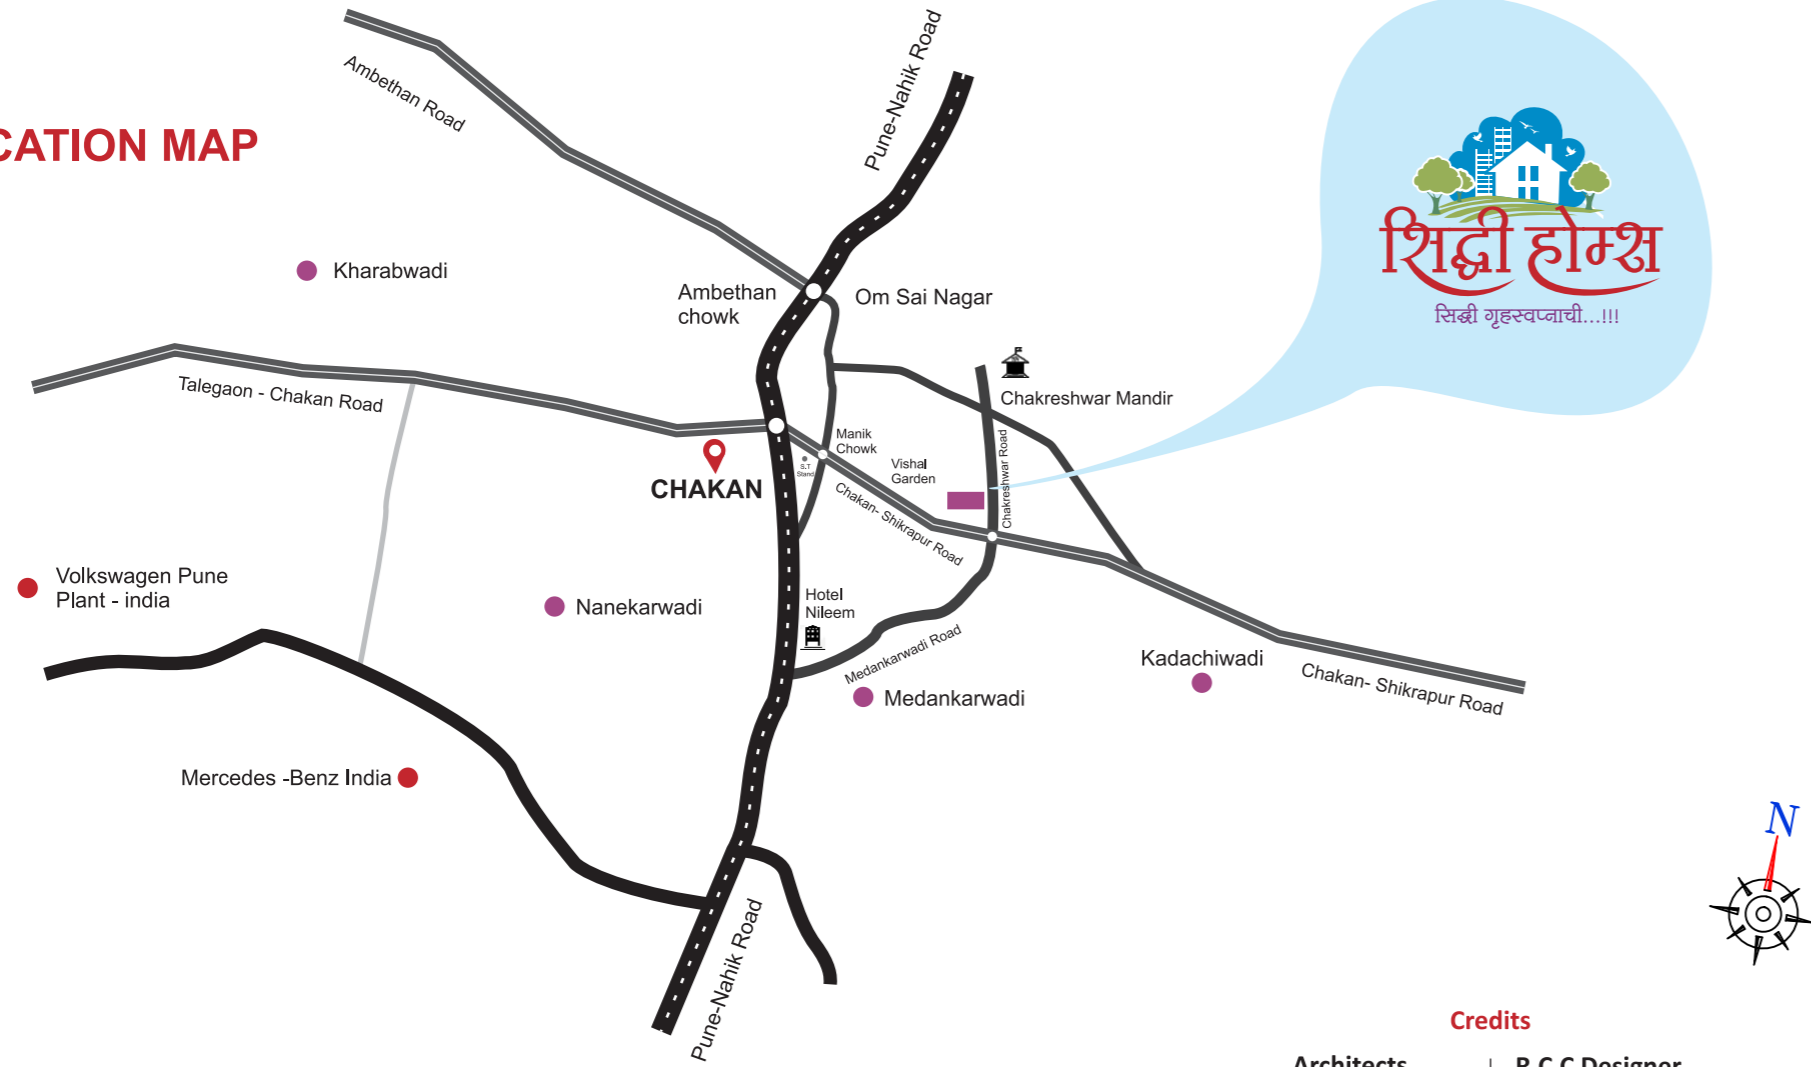 CATION MAP
Ambethan Road
Pune-Nahik Road
शिद्धी होम्श
सिद्धी गृहस्वप्नाची...!!!
Kharabwadi
Ambethan
chowk
Om Sai Nagar
Talegaon - Chakan Road
Chakreshwar Mandir
Manik
Chowk
S.T
Stand
Vishal
Garden
Chakreshwar Road
CHAKAN
Chakan- Shikrapur Road
Volkswagen Pune
Plant - india
Nanekarwadi
Hotel
Nileem
Medankarwadi Road
Medankarwadi
Kadachiwadi
Chakan- Shikrapur Road
Mercedes -Benz India
N
Pune-Nahik Road
Credits
Architects | R.C.C Designer